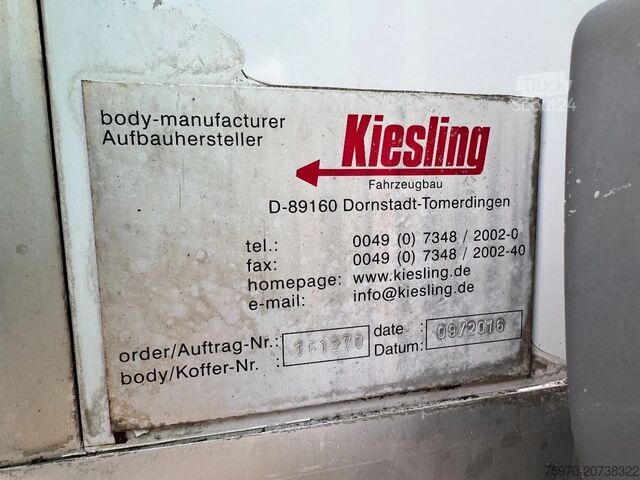 body-manufacturer
Aufbauhersteller
Kiesling
Fahrzeugbau
D-89160 Dornstadt-Tomerdingen
tel.: 0049 (0) 7348 / 2002-0
fax: 0049 (0) 7348 / 2002-40
homepage: www.kiesling.de
e-mail: info@kiesling.de
order/Auftrag-Nr.: 161270 date : 09/2016
body/Koffer-Nr. : Datum:
Truck
Scout24
75970-20738322